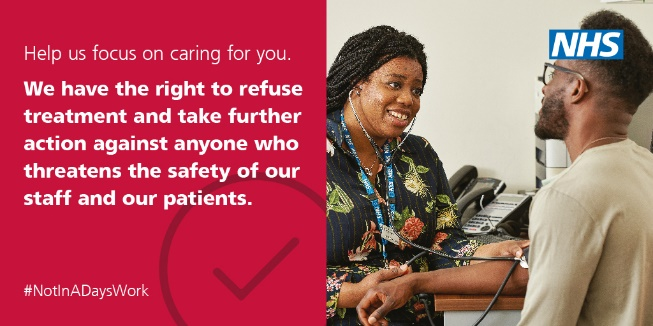 Help us focus on caring for you.
We have the right to refuse
treatment and take further
action against anyone who
threatens the safety of our
staff and our patients.
#NotInADaysWork
NHS